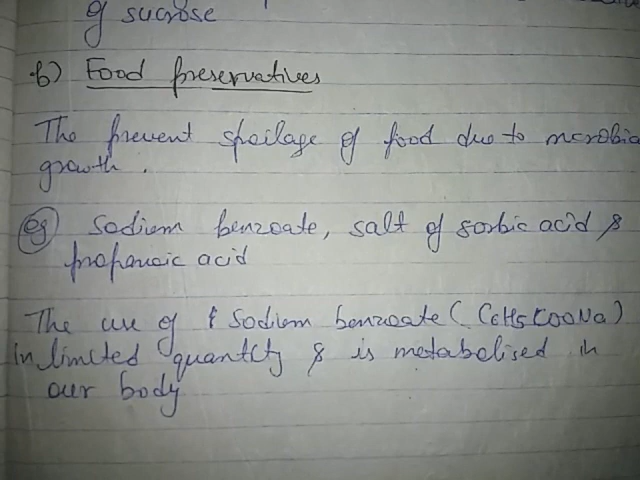 of sucrose
b) Food preservatives
The prevent spoilage of food due to microbia
growth.
eg Sodium benzoate, salt of sorbic acid &
propanoic acid
The use of Sodium benzoate (C6H5COONa)
in limited quantity & is metabolised in
our body